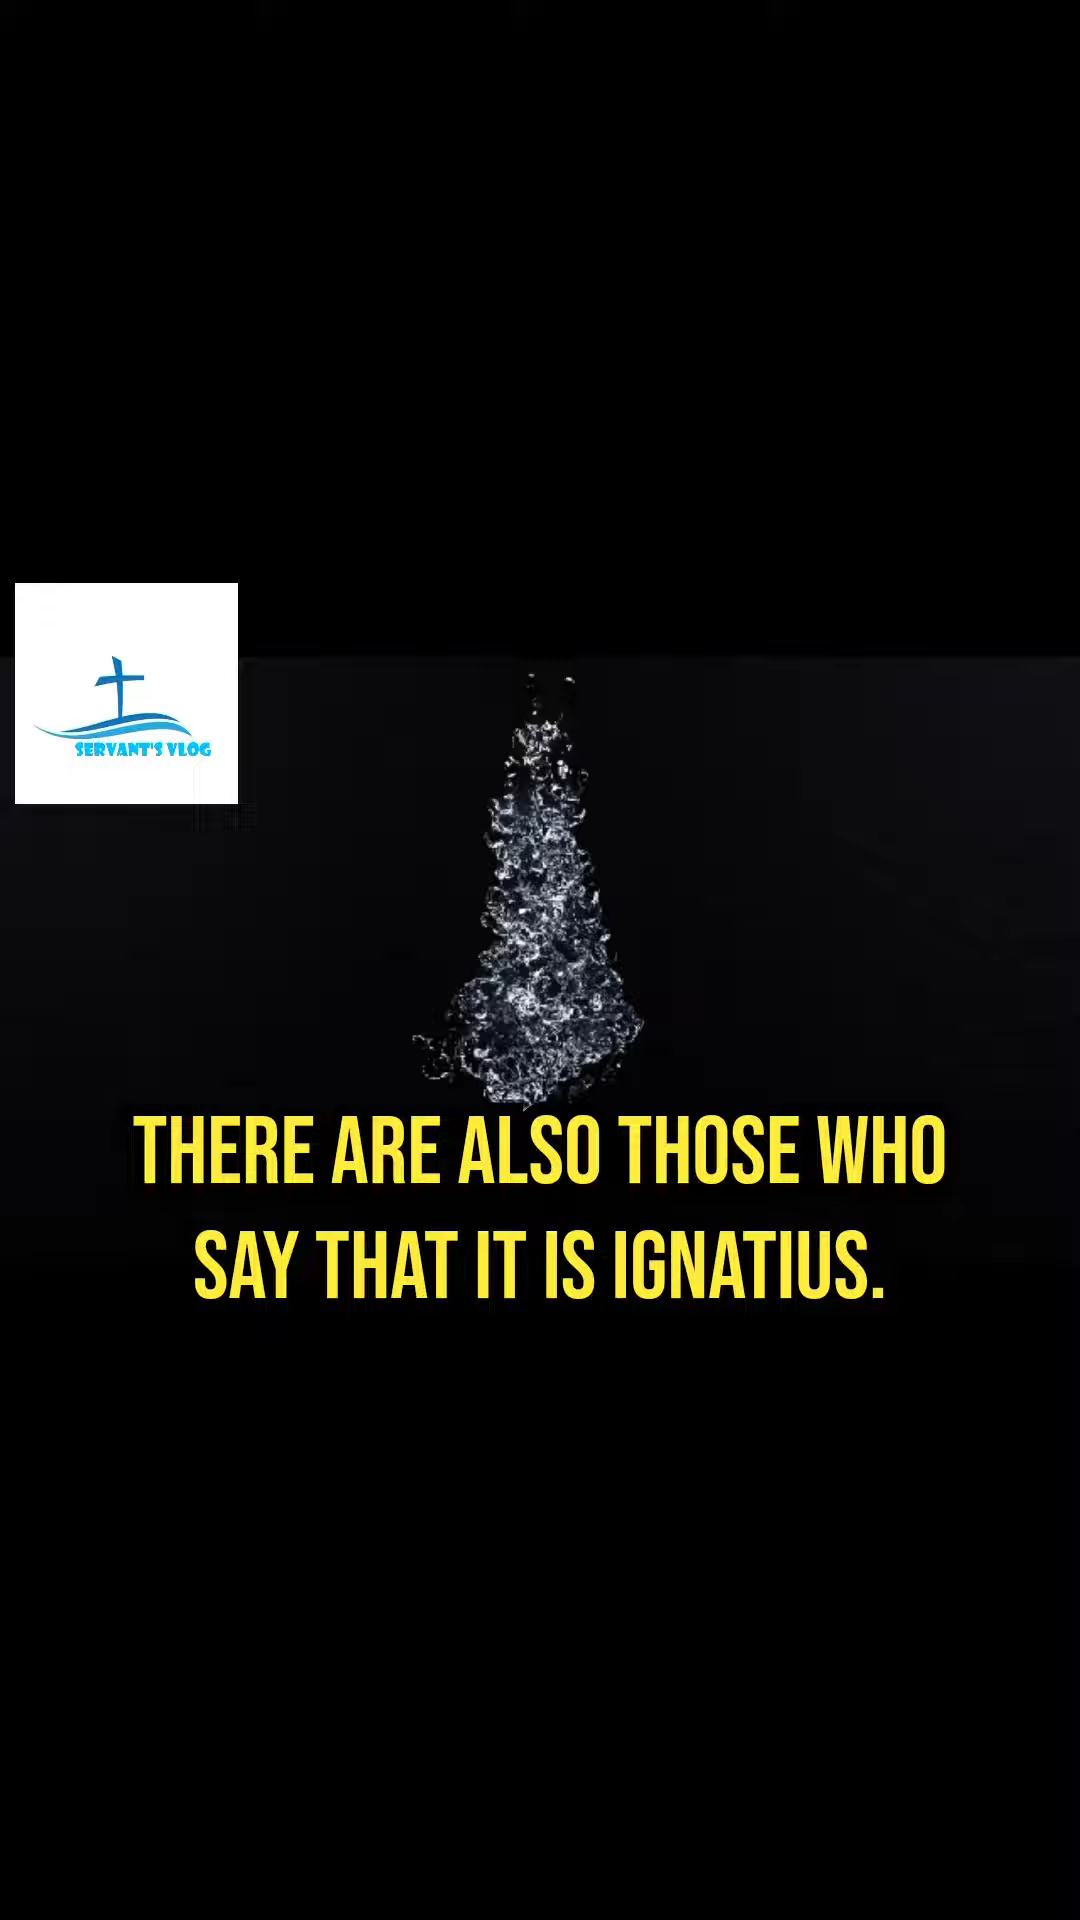 SERVANT'S VLOG
THERE ARE ALSO THOSE WHO
SAY THAT IT IS IGNATIUS.